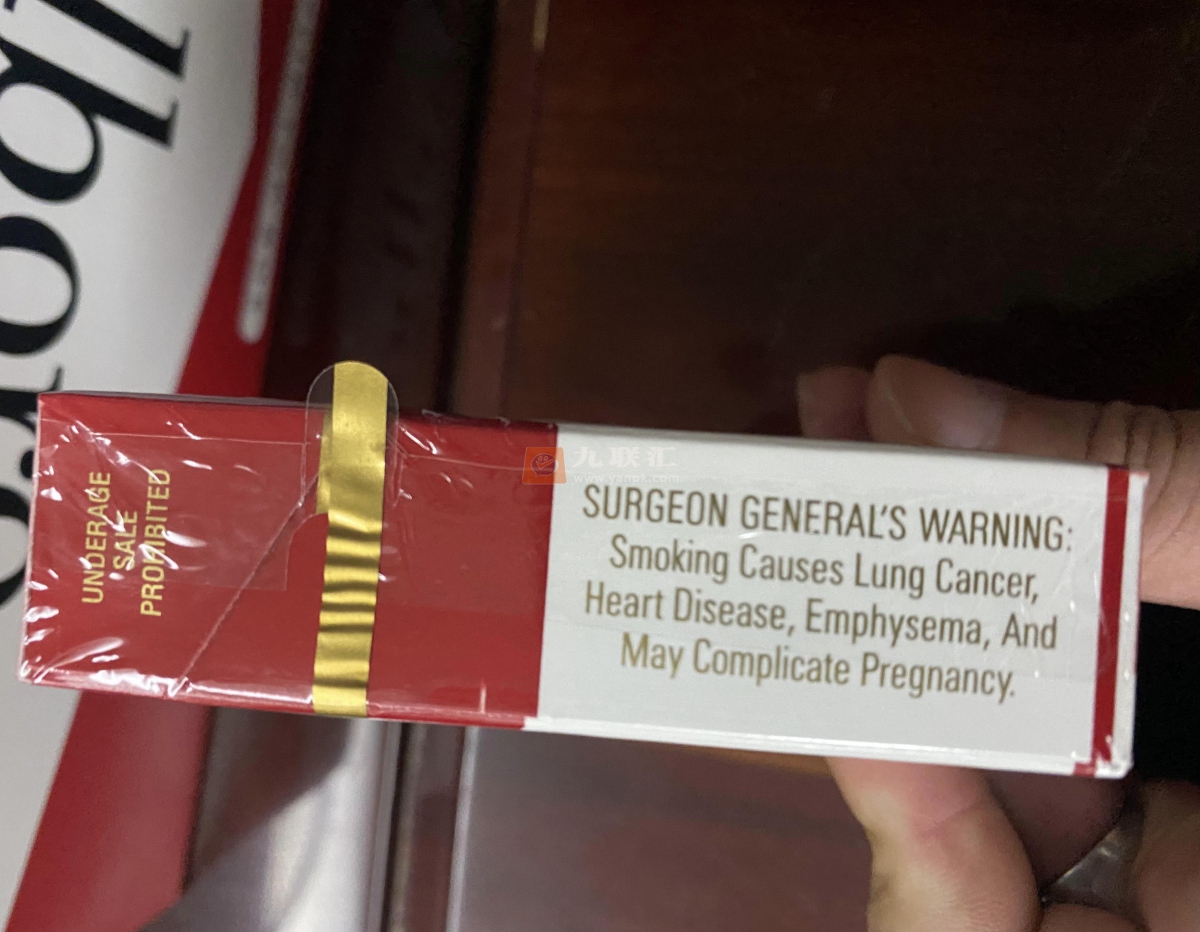 UNDERAGE
SALE
PROHIBITED
九联汇
SURGEON GENERAL'S WARNING:
Smoking Causes Lung Cancer,
Heart Disease, Emphysema, And
May Complicate Pregnancy.